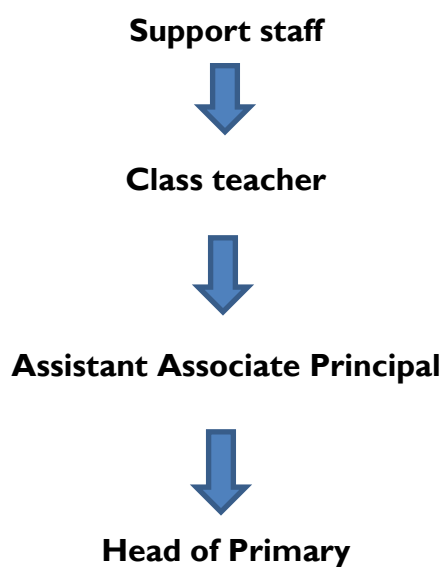 Support staff
Class teacher
Assistant Associate Principal
Head of Primary